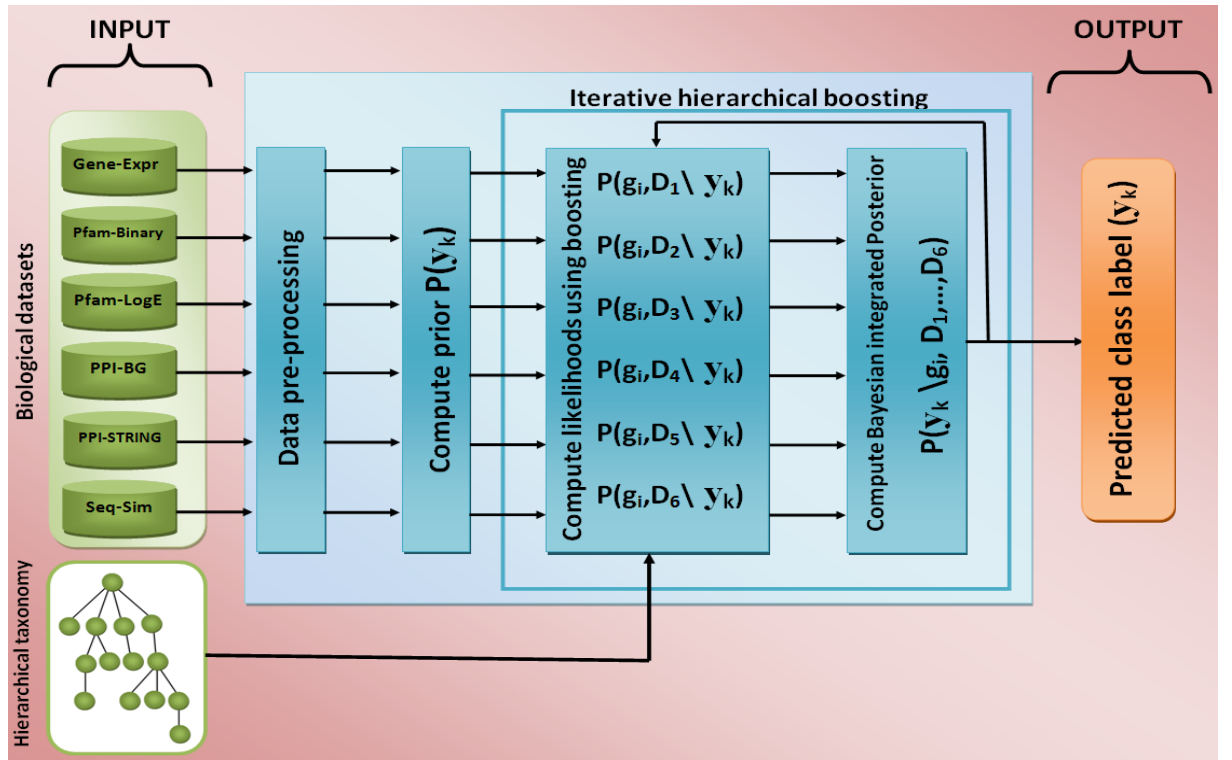 INPUT
OUTPUT
Iterative hierarchical boosting
Biological datasets
Gene-Expr
Pfam-Binary
Pfam-LogE
PPI-BG
PPI-STRING
Seq-Sim
Data pre-processing
Compute prior P(yₖ)
Compute likelihoods using boosting
P(gᵢ,D₁\ yₖ)
P(gᵢ,D₂\ yₖ)
P(gᵢ,D₃\ yₖ)
P(gᵢ,D₄\ yₖ)
P(gᵢ,D₅\ yₖ)
P(gᵢ,D₆\ yₖ)
Compute Bayesian integrated Posterior
P(yₖ \gᵢ, D₁,...,D₆)
Predicted class label (yₖ)
Hierarchical taxonomy